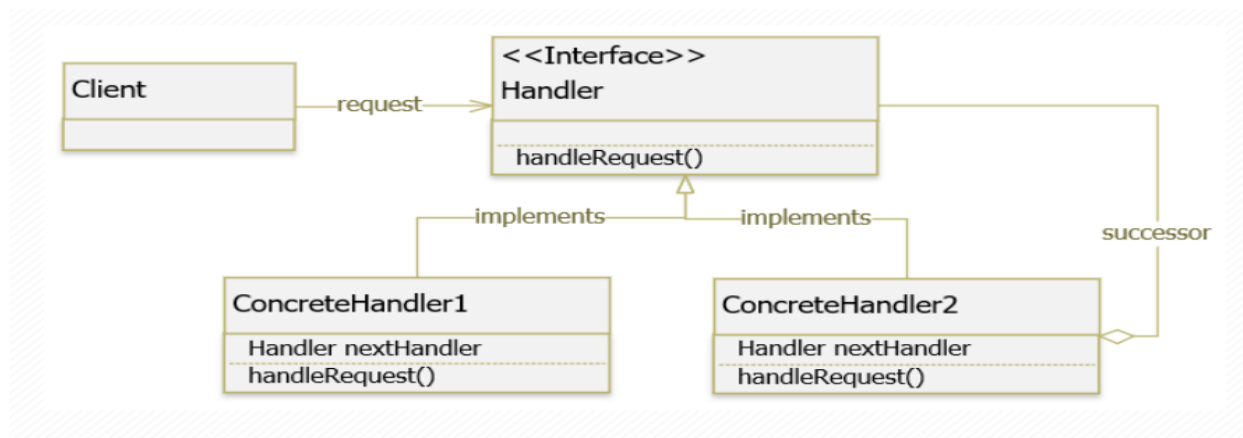 <<Interface>>
Client
Handler
request
handleRequest()
implements
implements
successor
ConcreteHandler1
ConcreteHandler2
Handler nextHandler
Handler nextHandler
handleRequest()
handleRequest()